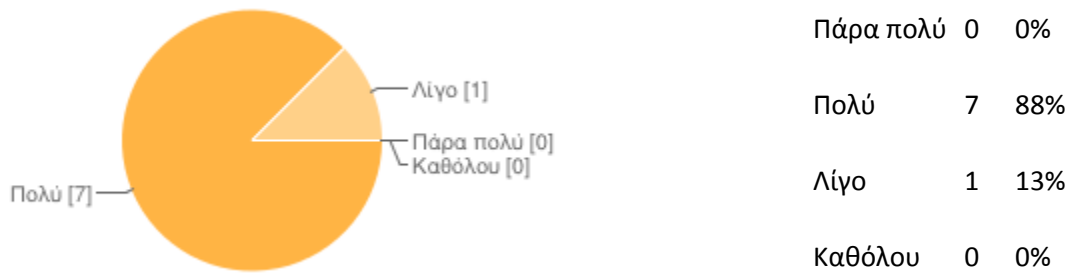 Λίγο [1]
Πάρα πολύ [0]
Καθόλου [0]
Πολύ [7]
Πάρα πολύ 0 0%
Πολύ 7 88%
Λίγο 1 13%
Καθόλου 0 0%